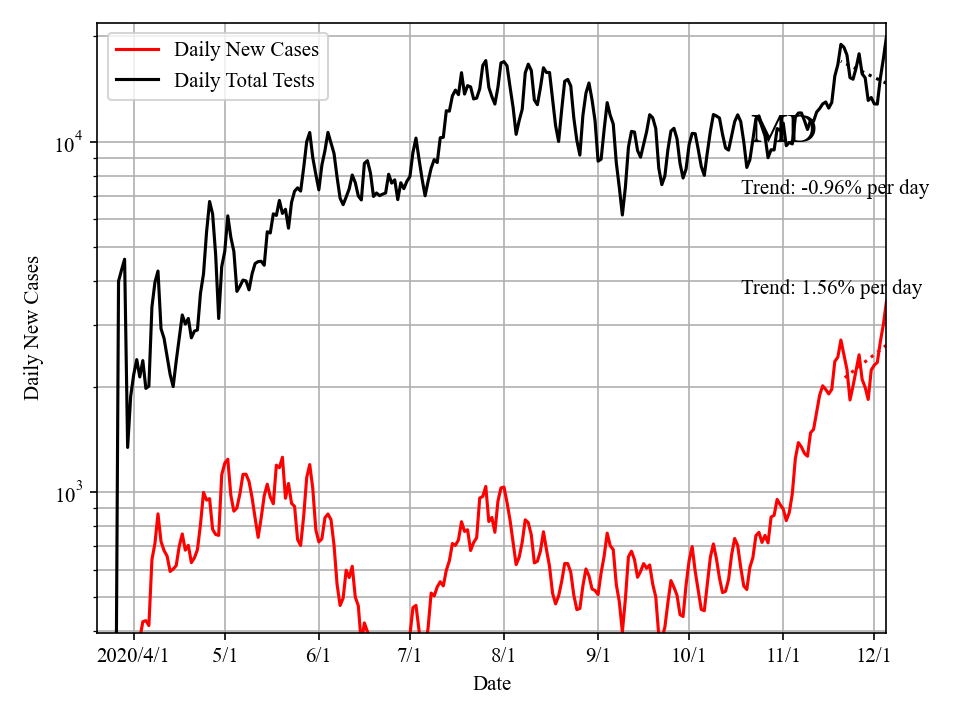 Daily New Cases
Daily Total Tests
MD
Trend: -0.96% per day
Trend: 1.56% per day
10^4
10^3
Daily New Cases
2020/4/1 5/1 6/1 7/1 8/1 9/1 10/1 11/1 12/1
Date